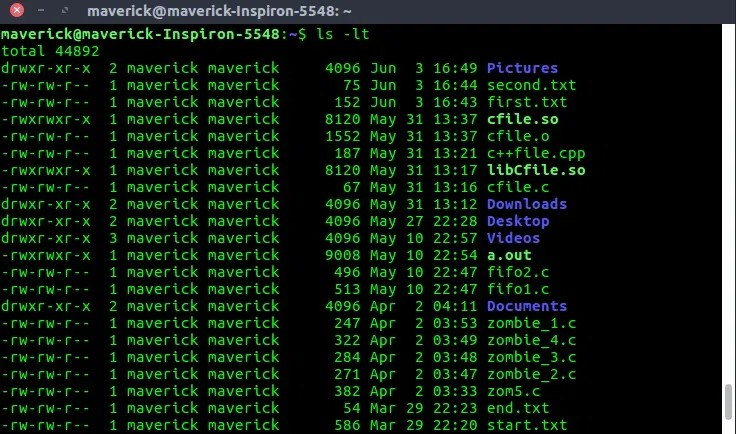 maverick@maverick-Inspiron-5548: ~
maverick@maverick-Inspiron-5548:~$ ls -lt
total 44892
drwxr-xr-x  2 maverick maverick     4096 Jun  3 16:49 Pictures
-rw-rw-r--  1 maverick maverick       75 Jun  3 16:44 second.txt
-rw-rw-r--  1 maverick maverick      152 Jun  3 16:43 first.txt
-rwxrwxr-x  1 maverick maverick     8120 May 31 13:37 cfile.so
-rw-rw-r--  1 maverick maverick     1552 May 31 13:37 cfile.o
-rw-rw-r--  1 maverick maverick      187 May 31 13:21 c++file.cpp
-rwxrwxr-x  1 maverick maverick     8120 May 31 13:17 libCfile.so
-rw-rw-r--  1 maverick maverick       67 May 31 13:16 cfile.c
drwxr-xr-x  2 maverick maverick     4096 May 31 13:12 Downloads
drwxr-xr-x  2 maverick maverick     4096 May 27 22:28 Desktop
drwxr-xr-x  3 maverick maverick     4096 May 10 22:57 Videos
-rwxrwxr-x  1 maverick maverick     9008 May 10 22:54 a.out
-rw-rw-r--  1 maverick maverick      496 May 10 22:47 fifo2.c
-rw-rw-r--  1 maverick maverick      513 May 10 22:47 fifo1.c
drwxr-xr-x  2 maverick maverick     4096 Apr  2 04:11 Documents
-rw-rw-r--  1 maverick maverick      247 Apr  2 03:53 zombie_1.c
-rw-rw-r--  1 maverick maverick      322 Apr  2 03:49 zombie_4.c
-rw-rw-r--  1 maverick maverick      284 Apr  2 03:48 zombie_3.c
-rw-rw-r--  1 maverick maverick      271 Apr  2 03:47 zombie_2.c
-rw-rw-r--  1 maverick maverick      382 Apr  2 03:33 zom5.c
-rw-rw-r--  1 maverick maverick       54 Mar 29 22:23 end.txt
-rw-rw-r--  1 maverick maverick      586 Mar 29 22:20 start.txt